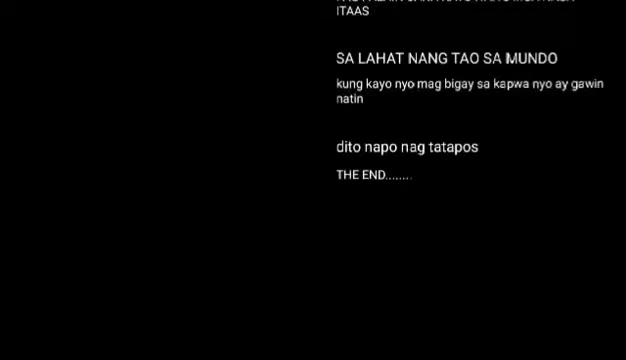 ITAAS
SA LAHAT NANG TAO SA MUNDO
kung kayo nyo mag bigay sa kapwa nyo ay gawin
natin
dito napo nag tatapos
THE END........